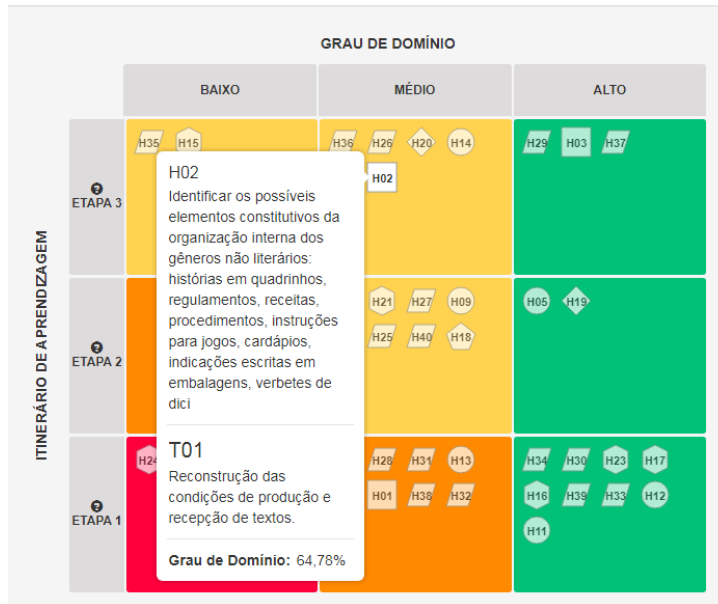 GRAU DE DOMÍNIO
BAIXO MÉDIO ALTO
ITINERÁRIO DE APRENDIZAGEM
ETAPA 3
H35 H15
H36 H26 H20 H14
H02
H29 H03 H37
ETAPA 2
H21 H27 H09
H25 H40 H18
H05 H19
ETAPA 1
H24
H28 H31 H13
H01 H38 H32
H34 H30 H23 H17
H16 H39 H33 H12
H11
H02
Identificar os possíveis
elementos constitutivos da
organização interna dos
gêneros não literários:
histórias em quadrinhos,
regulamentos, receitas,
procedimentos, instruções
para jogos, cardápios,
indicações escritas em
embalagens, verbetes de
dici
T01
Reconstrução das
condições de produção e
recepção de textos.
Grau de Domínio: 64,78%